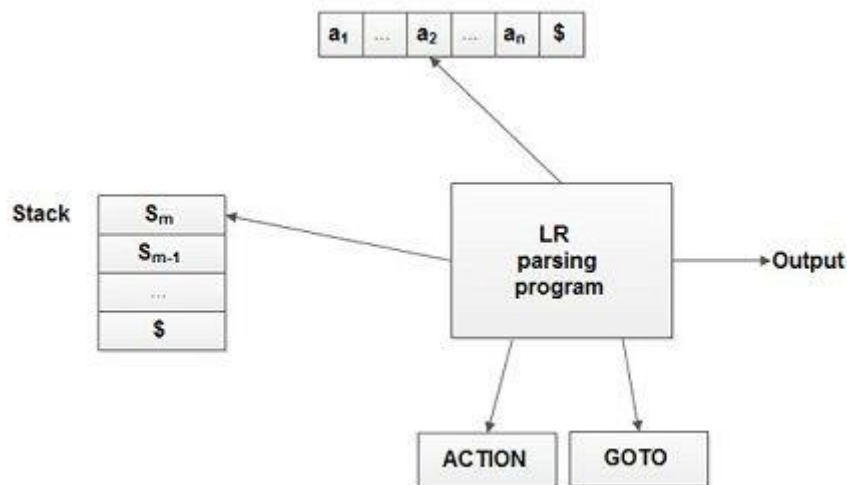 a₁ ... a₂ ... aₙ $
Stack
Sₘ
Sₘ₋₁
...
$
LR
parsing
program
Output
ACTION
GOTO